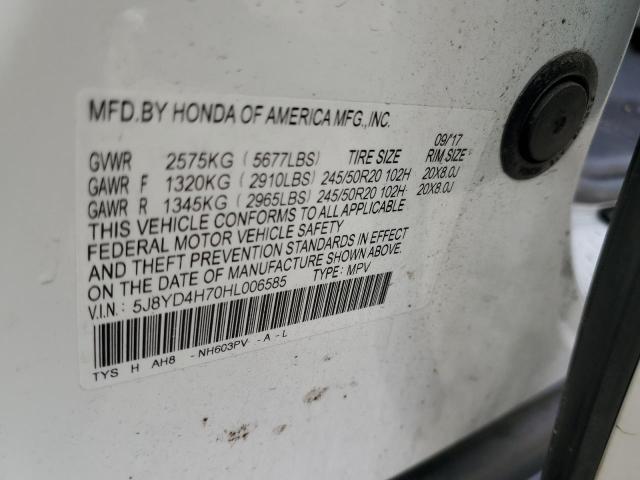 MFD.BY HONDA OF AMERICA MFG.,INC.
09/17
GVWR 2575KG ( 5677LBS) TIRE SIZE RIM SIZE
GAWR F 1320KG ( 2910LBS) 245/50R20 102H 20X8.0J
GAWR R 1345KG ( 2965LBS) 245/50R20 102H 20X8.0J
THIS VEHICLE CONFORMS TO ALL APPLICABLE
FEDERAL MOTOR VEHICLE SAFETY
AND THEFT PREVENTION STANDARDS IN EFFECT
ON THE DATE OF MANUFACTURE SHOWN ABOVE.
V.I.N.: 5J8YD4H70HL006585 TYPE: MPV
TYS H AH8 - NH603PV - A - L